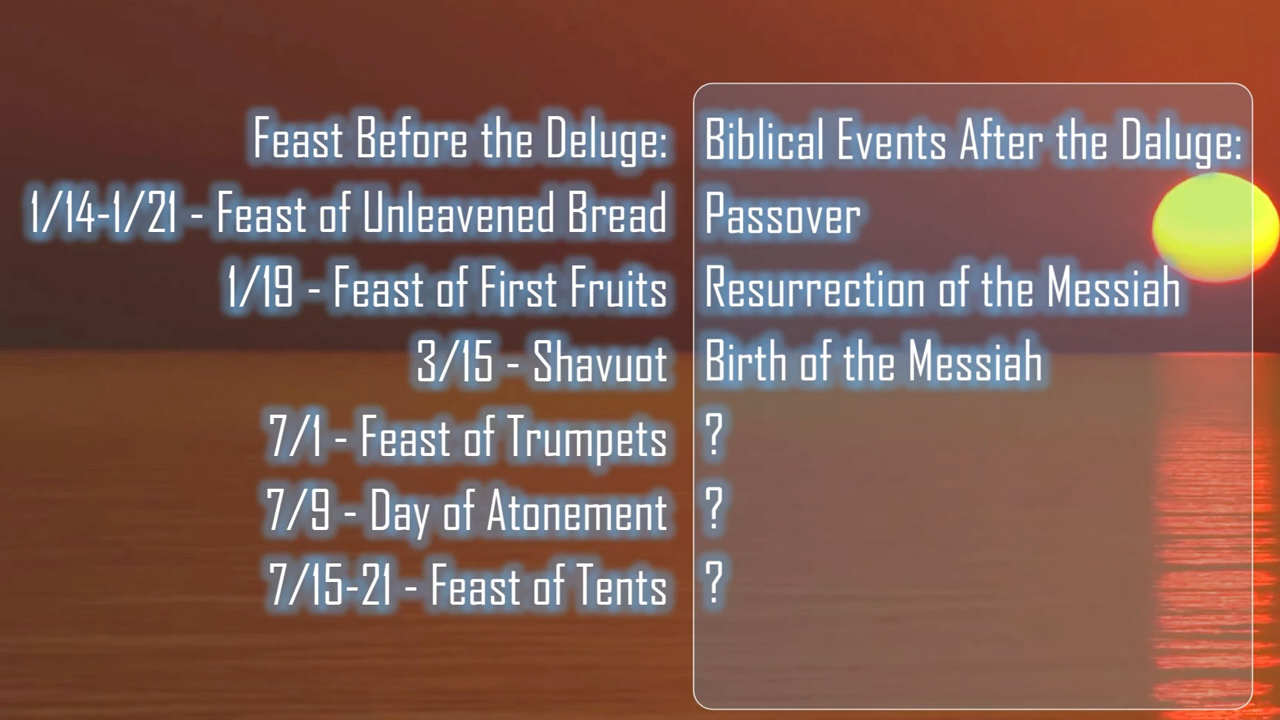 Feast Before the Deluge:
1/14-1/21 - Feast of Unleavened Bread
1/19 - Feast of First Fruits
3/15 - Shavuot
7/1 - Feast of Trumpets
7/9 - Day of Atonement
7/15-21 - Feast of Tents
Biblical Events After the Daluge:
Passover
Resurrection of the Messiah
Birth of the Messiah
?
?
?